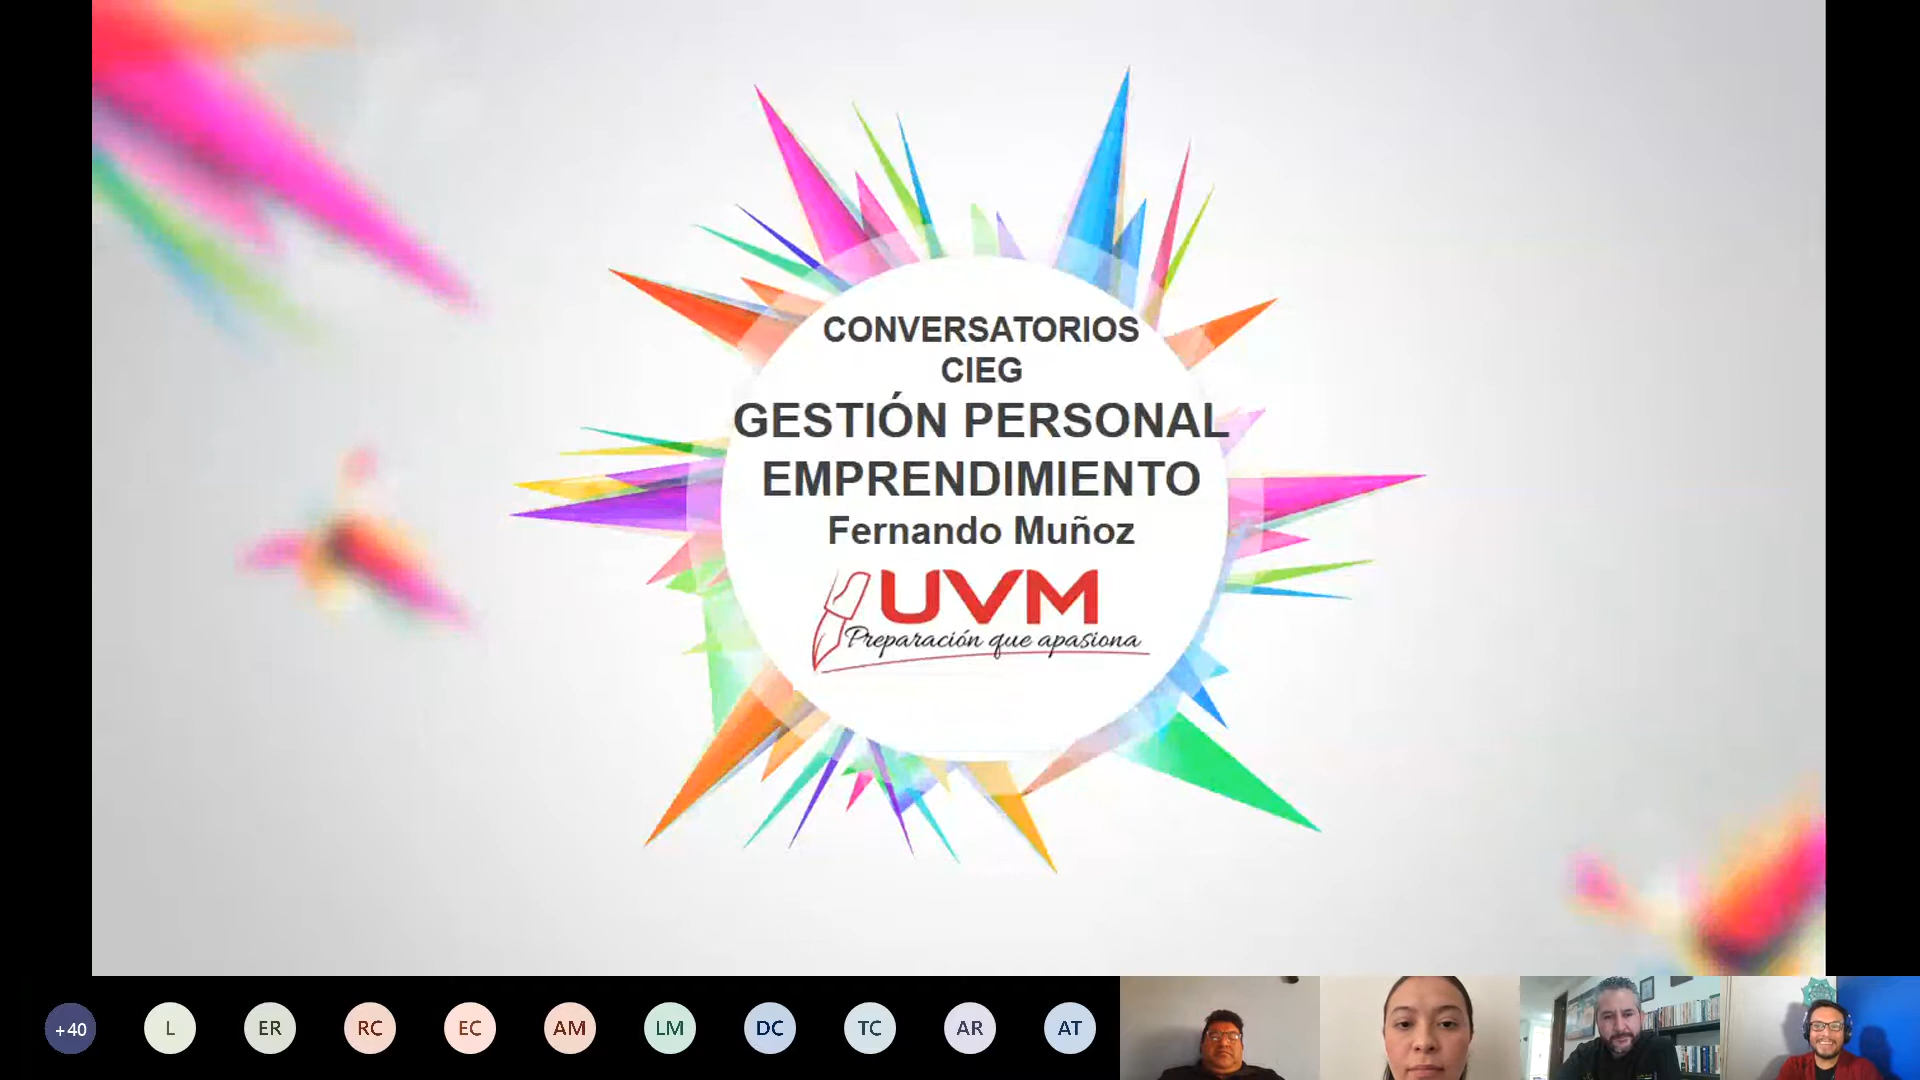 CONVERSATORIOS
CIEG
GESTIÓN PERSONAL
EMPRENDIMIENTO
Fernando Muñoz
UVM
Preparación que apasiona
+40
L
ER
RC
EC
AM
LM
DC
TC
AR
AT